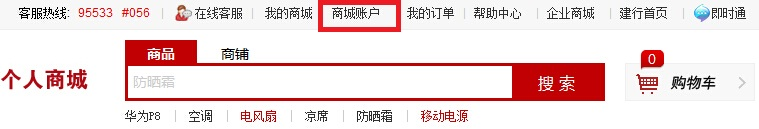 客服热线: 95533 #056 在线客服 我的商城 商城账户 我的订单 帮助中心 企业商城 建行首页 即时通
商品 商铺
个人商城 防晒霜 搜索 0 购物车
华为P8 空调 电风扇 凉席 防晒霜 移动电源